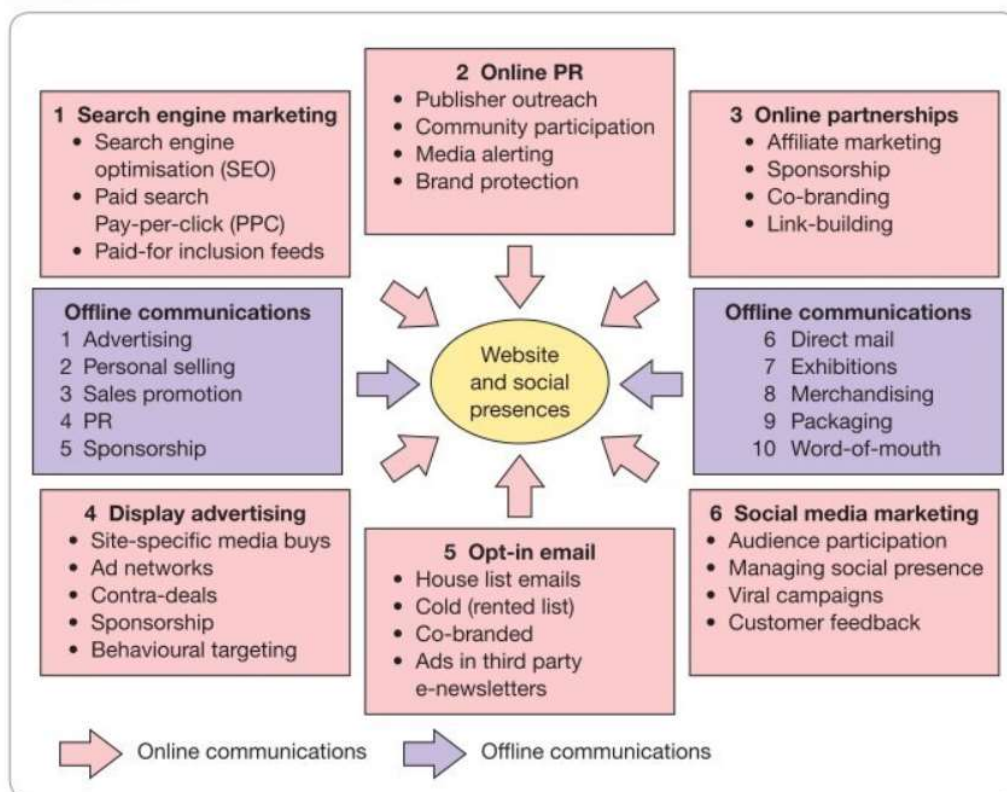 2 Online PR
• Publisher outreach
• Community participation
• Media alerting
• Brand protection
1 Search engine marketing
• Search engine
optimisation (SEO)
• Paid search
Pay-per-click (PPC)
• Paid-for inclusion feeds
3 Online partnerships
• Affiliate marketing
• Sponsorship
• Co-branding
• Link-building
Offline communications
1 Advertising
2 Personal selling
3 Sales promotion
4 PR
5 Sponsorship
Website
and social
presences
Offline communications
6 Direct mail
7 Exhibitions
8 Merchandising
9 Packaging
10 Word-of-mouth
4 Display advertising
• Site-specific media buys
• Ad networks
• Contra-deals
• Sponsorship
• Behavioural targeting
5 Opt-in email
• House list emails
• Cold (rented list)
• Co-branded
• Ads in third party
e-newsletters
6 Social media marketing
• Audience participation
• Managing social presence
• Viral campaigns
• Customer feedback
Online communications
Offline communications